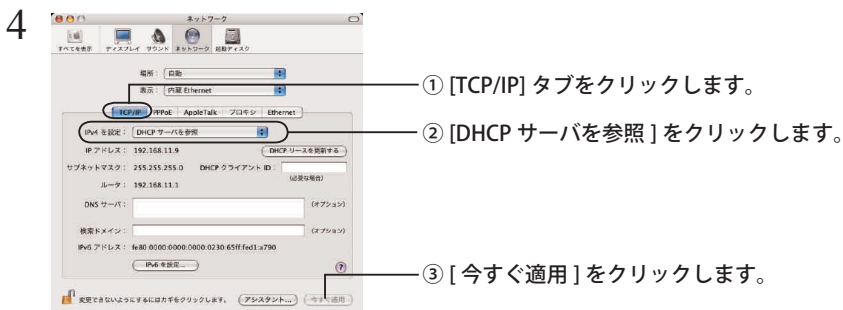 4
ネットワーク
すべてを表示 ディスプレイ サウンド ネットワーク 起動ディスク
場所： 自動
表示： 内蔵 Ethernet
① [TCP/IP] タブをクリックします。
TCP/IP PPPoE AppleTalk プロキシ Ethernet
IPv4 を設定： DHCP サーバを参照
② [DHCP サーバを参照 ] をクリックします。
IP アドレス： 192.168.11.9 DHCP リースを更新する
サブネットマスク： 255.255.255.0 DHCP クライアント ID：
IP ルータ： 192.168.11.1 (必要な場合)
DNS サーバ： (オプション)
検索ドメイン： (オプション)
IPv6 アドレス： fe80:0000:0000:0000:0230:65ff:fed1:a790
IPv6 を設定... ?
③ [ 今すぐ適用 ] をクリックします。
変更できないようにするにはカギをクリックします。 アシスタント... 今すぐ適用